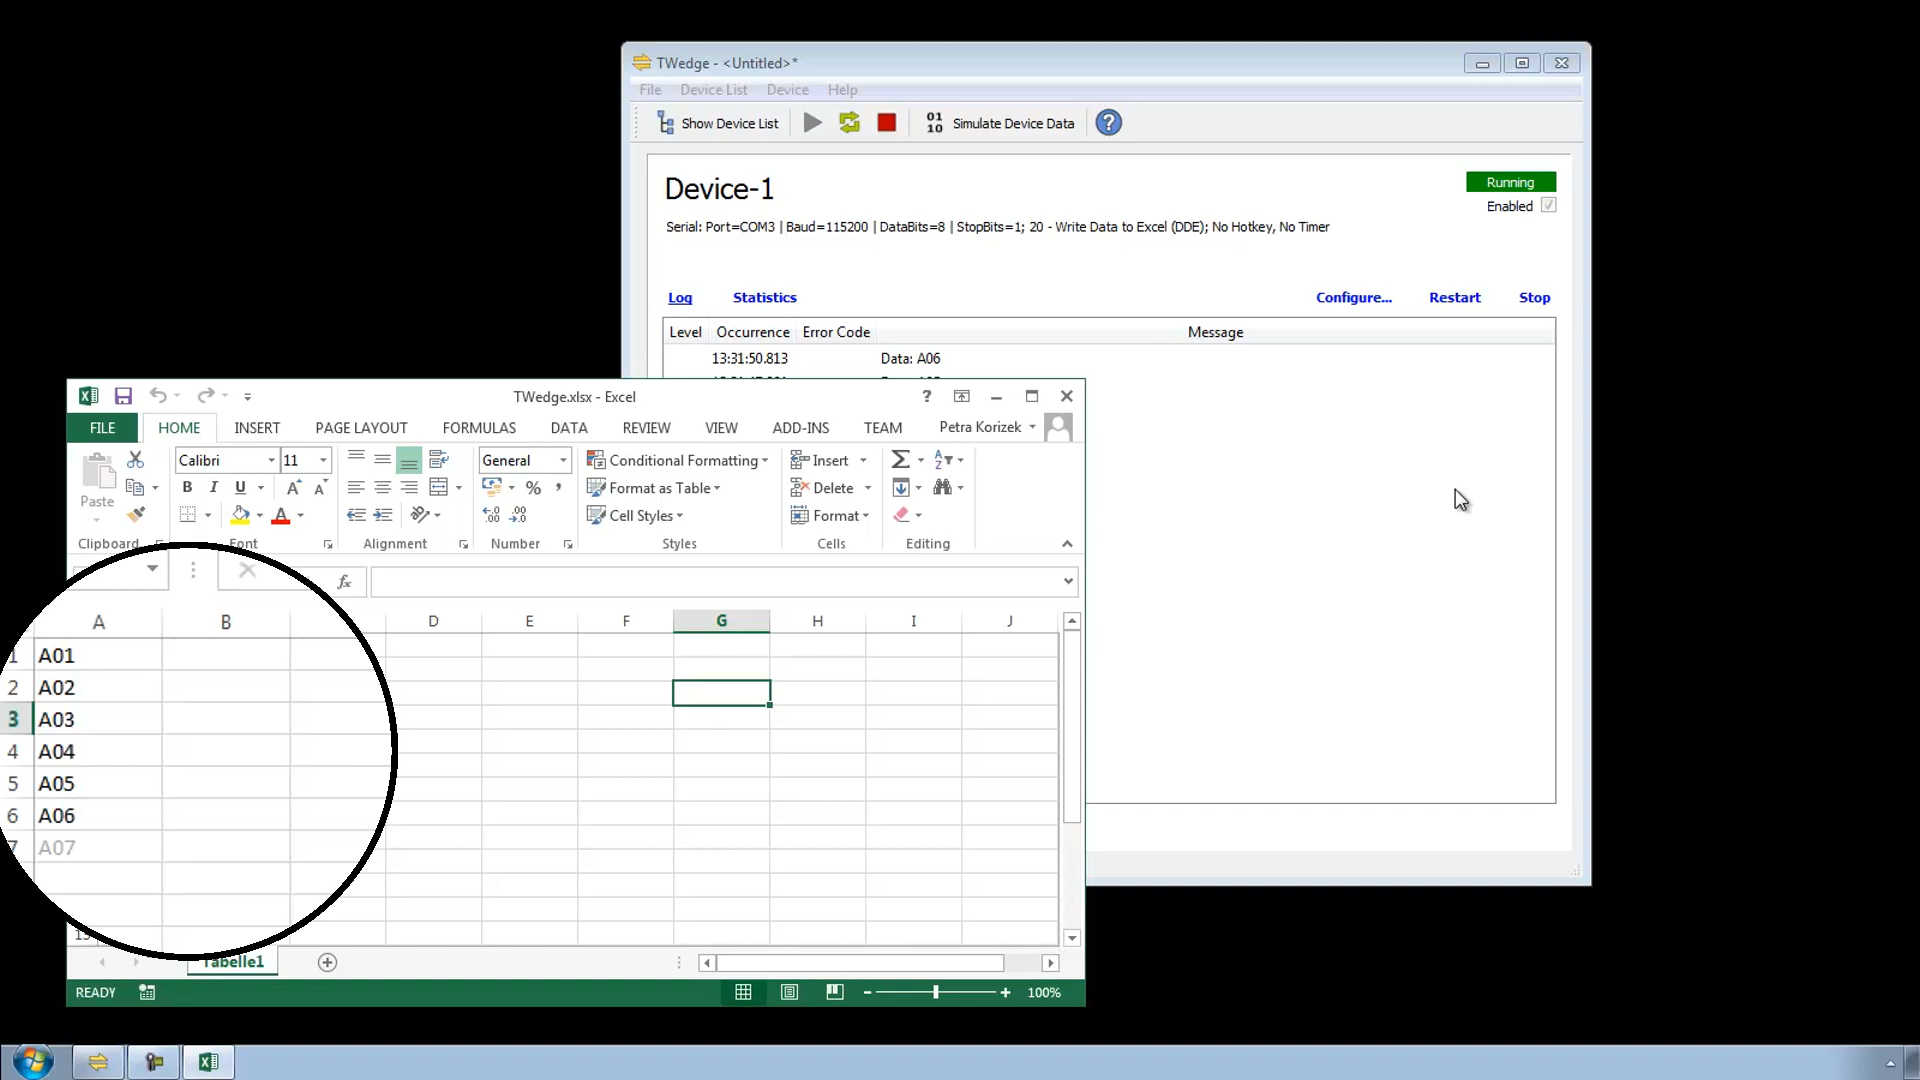 TWedge - <Untitled>*
File Device List Device Help
Show Device List
01
10
Simulate Device Data
?
Device-1
Running
Enabled
Serial: Port=COM3 | Baud=115200 | DataBits=8 | StopBits=1; 20 - Write Data to Excel (DDE); No Hotkey, No Timer
Log Statistics Configure... Restart Stop
Level Occurrence Error Code Message
13:31:50.813 Data: A06
TWedge.xlsx - Excel
FILE HOME INSERT PAGE LAYOUT FORMULAS DATA REVIEW VIEW ADD-INS TEAM Petra Korizek
Paste
Calibri 11
B I U A A
A
General
% ,
Conditional Formatting
Format as Table
Cell Styles
Insert
Delete
Format
Clipboard Font Alignment Number Styles Cells Editing
fx
A B D E F G H I J
1 A01
2 A02
3 A03
4 A04
5 A05
6 A06
7 A07
Tabelle1
READY 100%